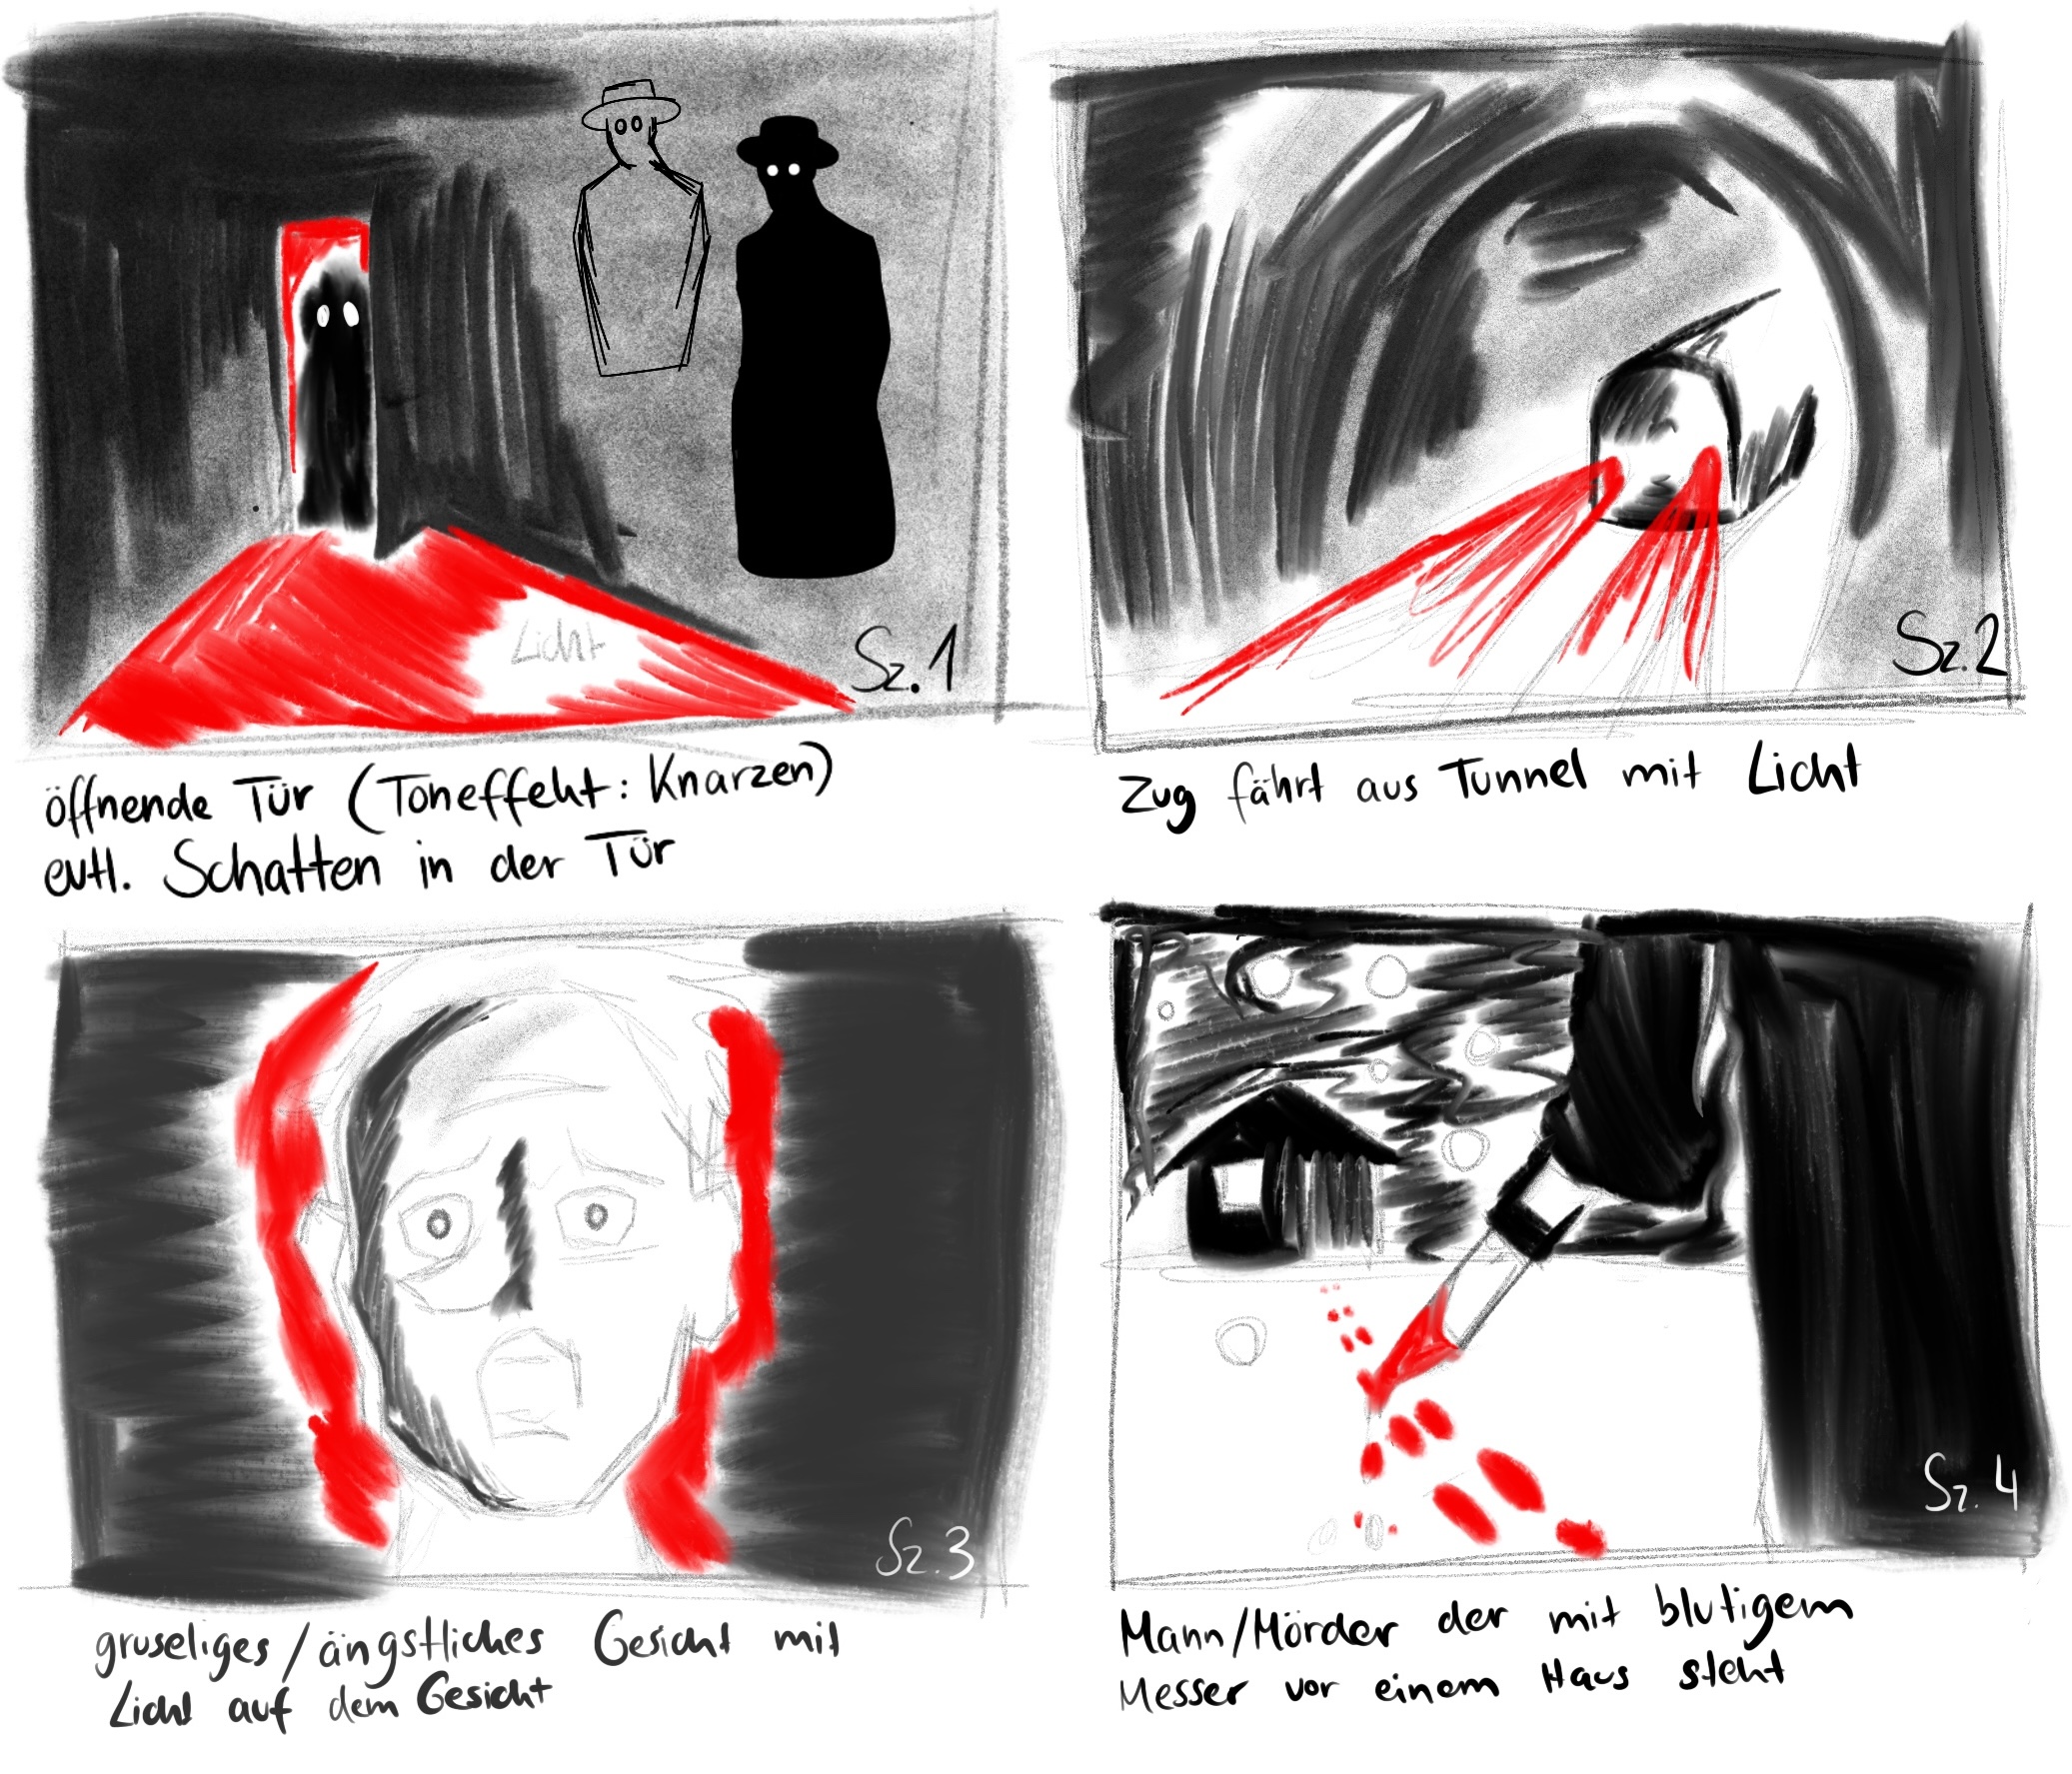 Licht
Sz. 1
öffnende Tür (Toneffekt: Knarzen)
evtl. Schatten in der Tür
Sz. 2
Zug fährt aus Tunnel mit Licht
Sz. 3
gruseliges/ängstliches Gesicht mit
Licht auf dem Gesicht
Sz. 4
Mann/Mörder der mit blutigem
Messer vor einem Haus steht